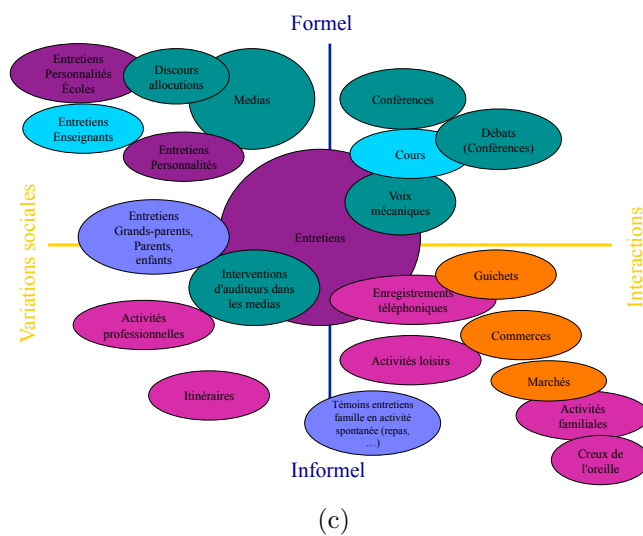 Formel
Entretiens
Personnalités
Écoles
Discours
allocutions
Medias
Conférences
Entretiens
Enseignants
Débats
(Conférences)
Cours
Entretiens
Personnalités
Voix
mécaniques
Entretiens
Grands-parents,
Parents,
enfants
Entretiens
Variations sociales
Interactions
Interventions
d'auditeurs dans
les medias
Guichets
Enregistrements
téléphoniques
Activités
professionnelles
Commerces
Activités loisirs
Marchés
Itinéraires
Témoins entretiens
famille en activité
spontanée (repas,
…)
Activités
familiales
Creux de
l'oreille
Informel
(c)